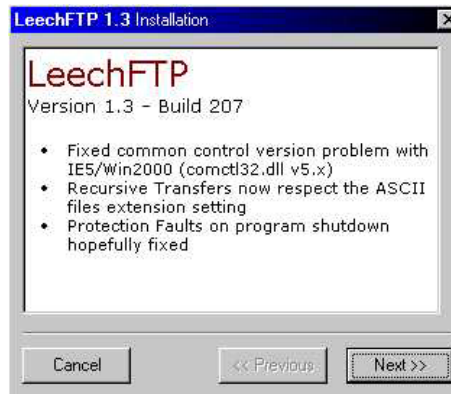 LeechFTP 1.3 Installation
LeechFTP
Version 1.3 - Build 207
• Fixed common control version problem with
IE5/Win2000 (comctl32.dll v5.x)
• Recursive Transfers now respect the ASCII
files extension setting
• Protection Faults on program shutdown
hopefully fixed
Cancel
<< Previous
Next >>